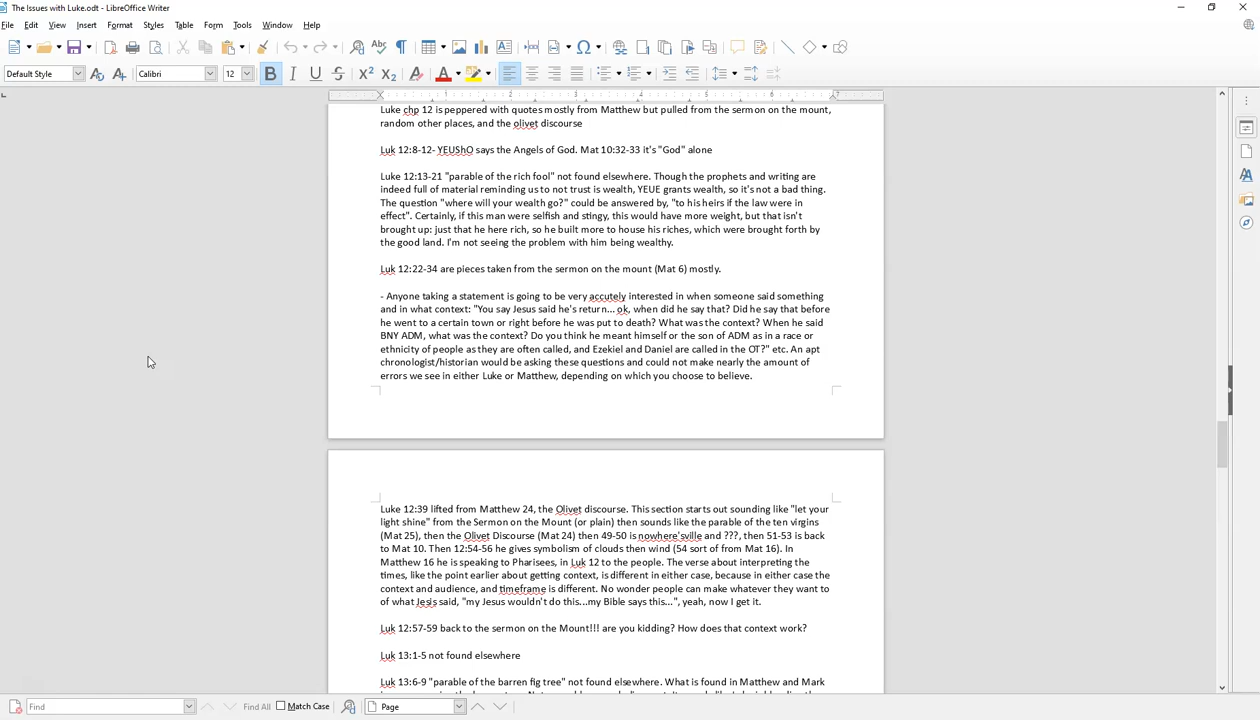 The Issues with Luke.odt - LibreOffice Writer
File Edit View Insert Format Styles Table Form Tools Window Help
Default Style Calibri 12
1 2 3 4 5 6 7
Luke chp 12 is peppered with quotes mostly from Matthew but pulled from the sermon on the mount,
random other places, and the olivet discourse
Luk 12:8-12- YEUShO says the Angels of God. Mat 10:32-33 it's "God" alone
Luke 12:13-21 "parable of the rich fool" not found elsewhere. Though the prophets and writing are
indeed full of material reminding us to not trust is wealth, YEUE grants wealth, so it's not a bad thing.
The question "where will your wealth go?" could be answered by, "to his heirs if the law were in
effect". Certainly, if this man were selfish and stingy, this would have more weight, but that isn't
brought up: just that he here rich, so he built more to house his riches, which were brought forth by
the good land. I'm not seeing the problem with him being wealthy.
Luk 12:22-34 are pieces taken from the sermon on the mount (Mat 6) mostly.
- Anyone taking a statement is going to be very accutely interested in when someone said something
and in what context: "You say Jesus said he's return... ok, when did he say that? Did he say that before
he went to a certain town or right before he was put to death? What was the context? When he said
BNY ADM, what was the context? Do you think he meant himself or the son of ADM as in a race or
ethnicity of people as they are often called, and Ezekiel and Daniel are called in the OT?" etc. An apt
chronologist/historian would be asking these questions and could not make nearly the amount of
errors we see in either Luke or Matthew, depending on which you choose to believe.
Luke 12:39 lifted from Matthew 24, the Olivet discourse. This section starts out sounding like "let your
light shine" from the Sermon on the Mount (or plain) then sounds like the parable of the ten virgins
(Mat 25), then the Olivet Discourse (Mat 24) then 49-50 is nowhere'sville and ???, then 51-53 is back
to Mat 10. Then 12:54-56 he gives symbolism of clouds then wind (54 sort of from Mat 16). In
Matthew 16 he is speaking to Pharisees, in Luk 12 to the people. The verse about interpreting the
times, like the point earlier about getting context, is different in either case, because in either case the
context and audience, and timeframe is different. No wonder people can make whatever they want to
of what Jesis said, "my Jesus wouldn't do this...my Bible says this...", yeah, now I get it.
Luk 12:57-59 back to the sermon on the Mount!!! are you kidding? How does that context work?
Luk 13:1-5 not found elsewhere
Luk 13:6-9 "parable of the barren fig tree" not found elsewhere. What is found in Matthew and Mark
Find Find All Match Case Page